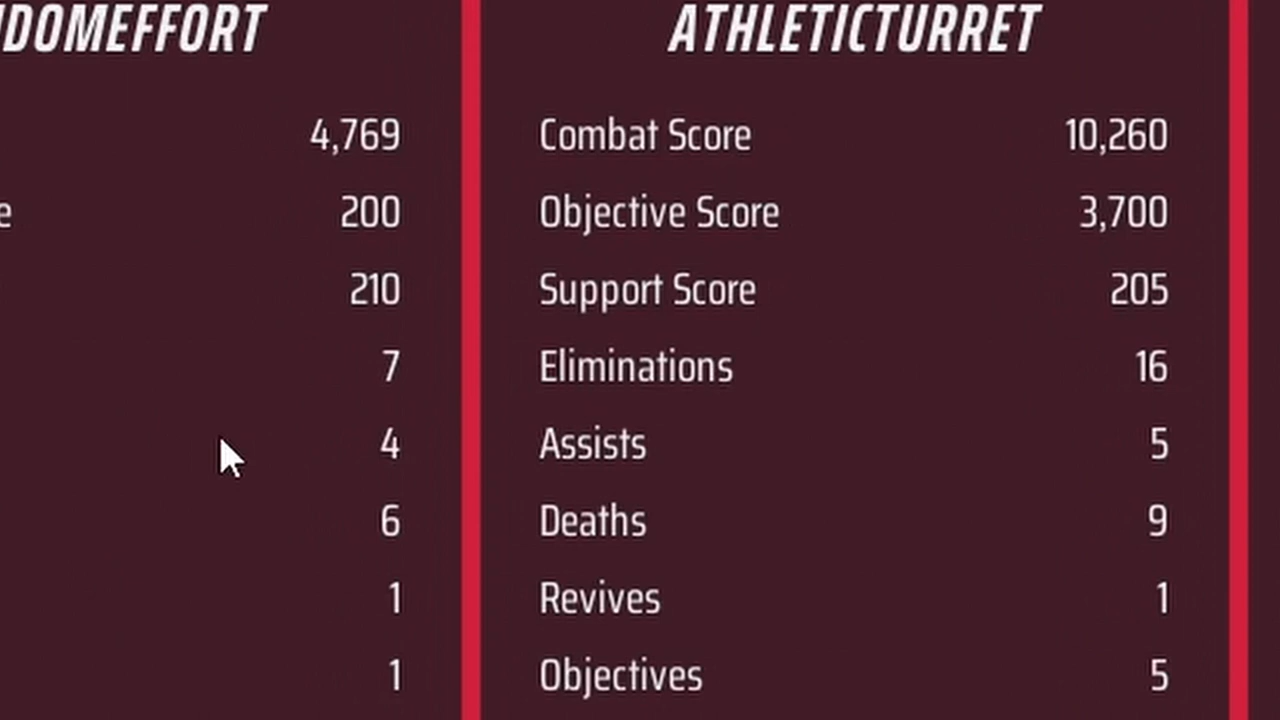 NDOMEFFORT ATHLETICTURRET
4,769 Combat Score 10,260
e 200 Objective Score 3,700
210 Support Score 205
7 Eliminations 16
4 Assists 5
6 Deaths 9
1 Revives 1
1 Objectives 5